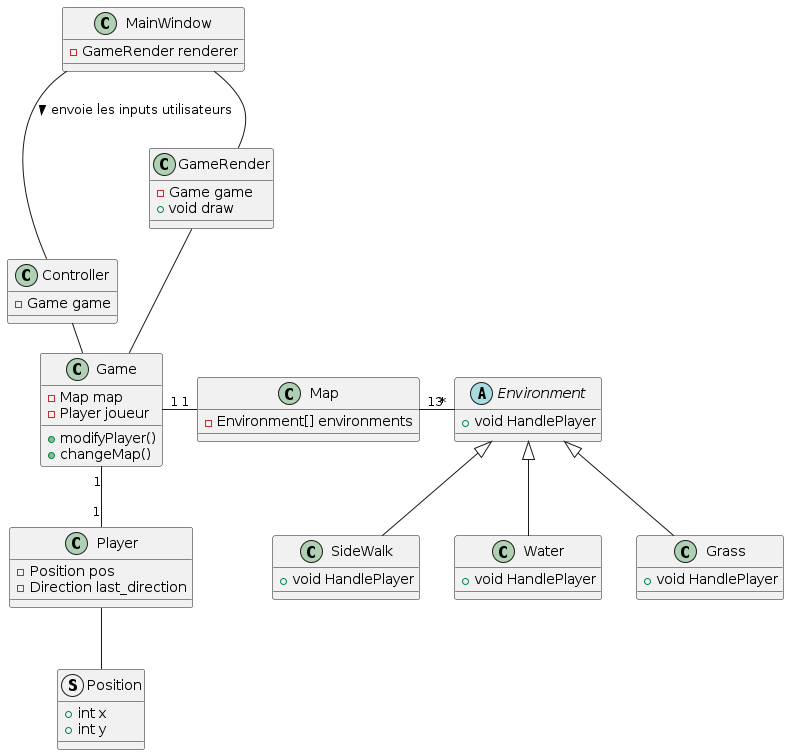 C MainWindow
GameRender renderer
envoie les inputs utilisateurs
C GameRender
Game game
void draw
C Controller
Game game
C Game
Map map
Player joueur
modifyPlayer()
changeMap()
1 1
C Map
Environment[] environments
13*
A Environment
void HandlePlayer
1
1
C Player
Position pos
Direction last_direction
C SideWalk
void HandlePlayer
C Water
void HandlePlayer
C Grass
void HandlePlayer
S Position
int x
int y